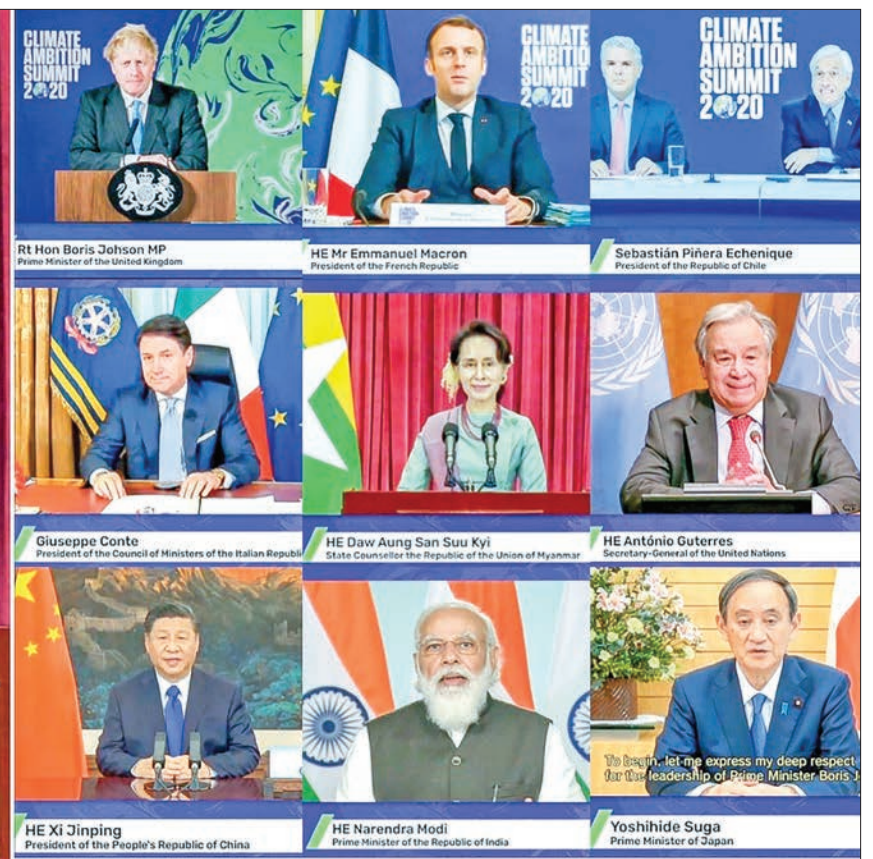 CLIMATE
AMBITION
SUMMIT
2020
Rt Hon Boris Johson MP
Prime Minister of the United Kingdom
CLIMATE
AMBITION
SUMMIT
2020
HE Mr Emmanuel Macron
President of the French Republic
CLIMATE
AMBITION
SUMMIT
2020
Sebastián Piñera Echenique
President of the Republic of Chile
Giuseppe Conte
President of the Council of Ministers of the Italian Republi
HE Daw Aung San Suu Kyi
State Counsellor the Republic of the Union of Myanmar
HE António Guterres
Secretary-General of the United Nations
HE Xi Jinping
President of the People's Republic of China
HE Narendra Modi
Prime Minister of the Republic of India
To begin, let me express my deep respect
for the leadership of Prime Minister Boris J
Yoshihide Suga
Prime Minister of Japan